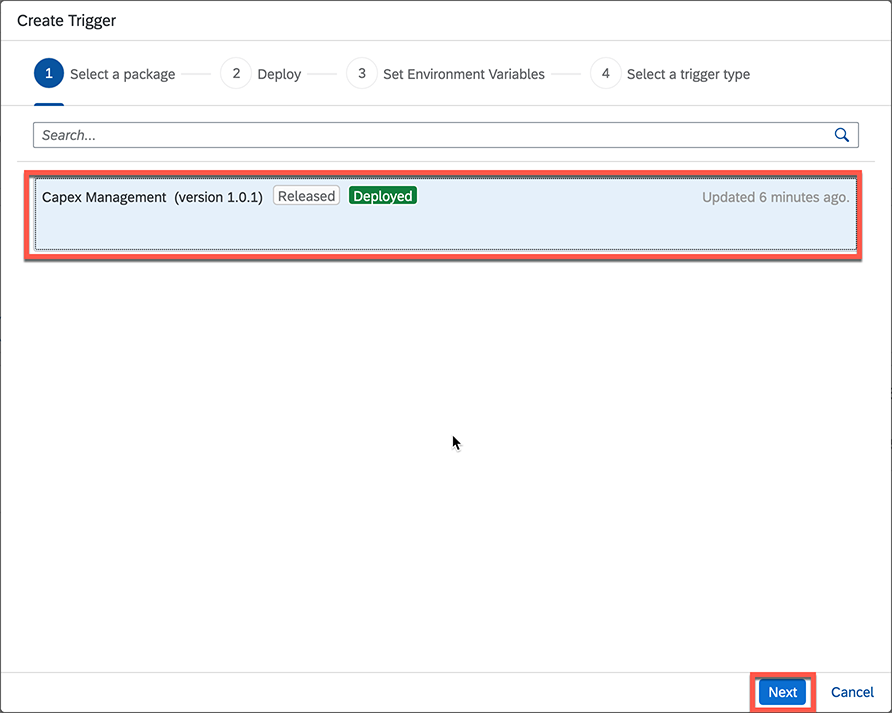 Create Trigger
1 Select a package 2 Deploy 3 Set Environment Variables 4 Select a trigger type
Search...
Capex Management (version 1.0.1) Released Deployed Updated 6 minutes ago.
Next Cancel